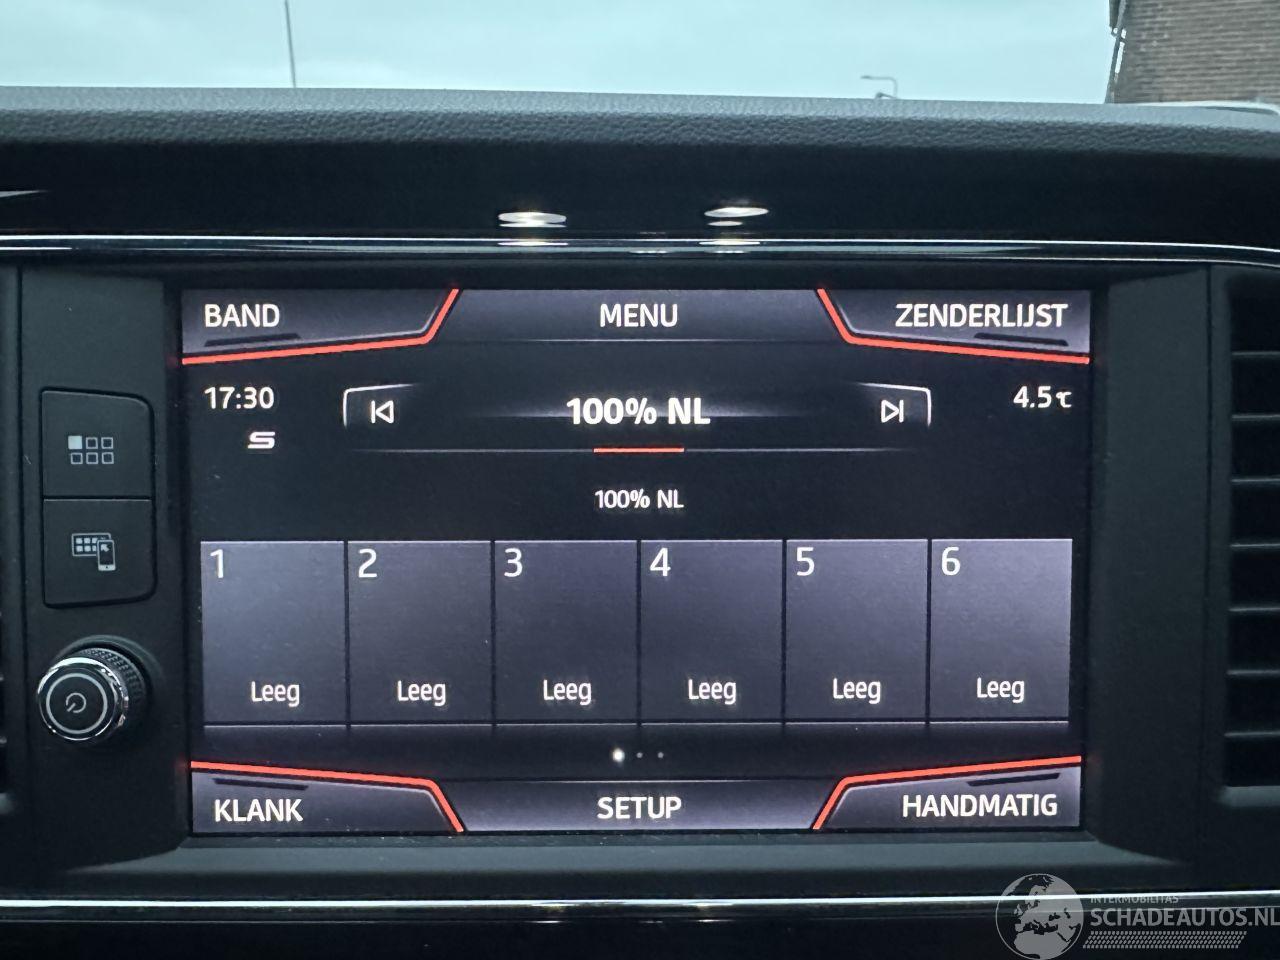 BAND MENU ZENDERLIJST
17:30 100% NL 4.5℃
100% NL
1 2 3 4 5 6
Leeg Leeg Leeg Leeg Leeg Leeg
KLANK SETUP HANDMATIG
INTERMOBILITAS
SCHADEAUTOS.NL